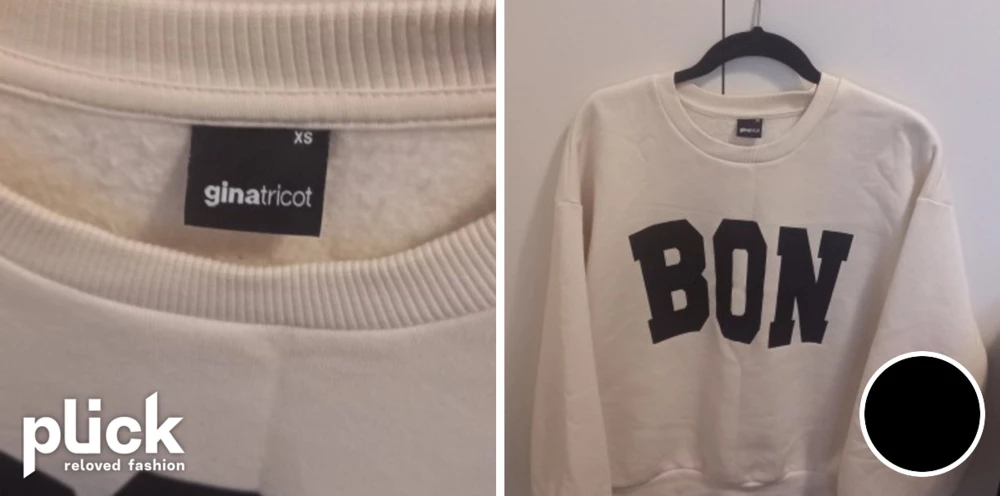 XS
ginatricot
plick
reloved fashion
BON